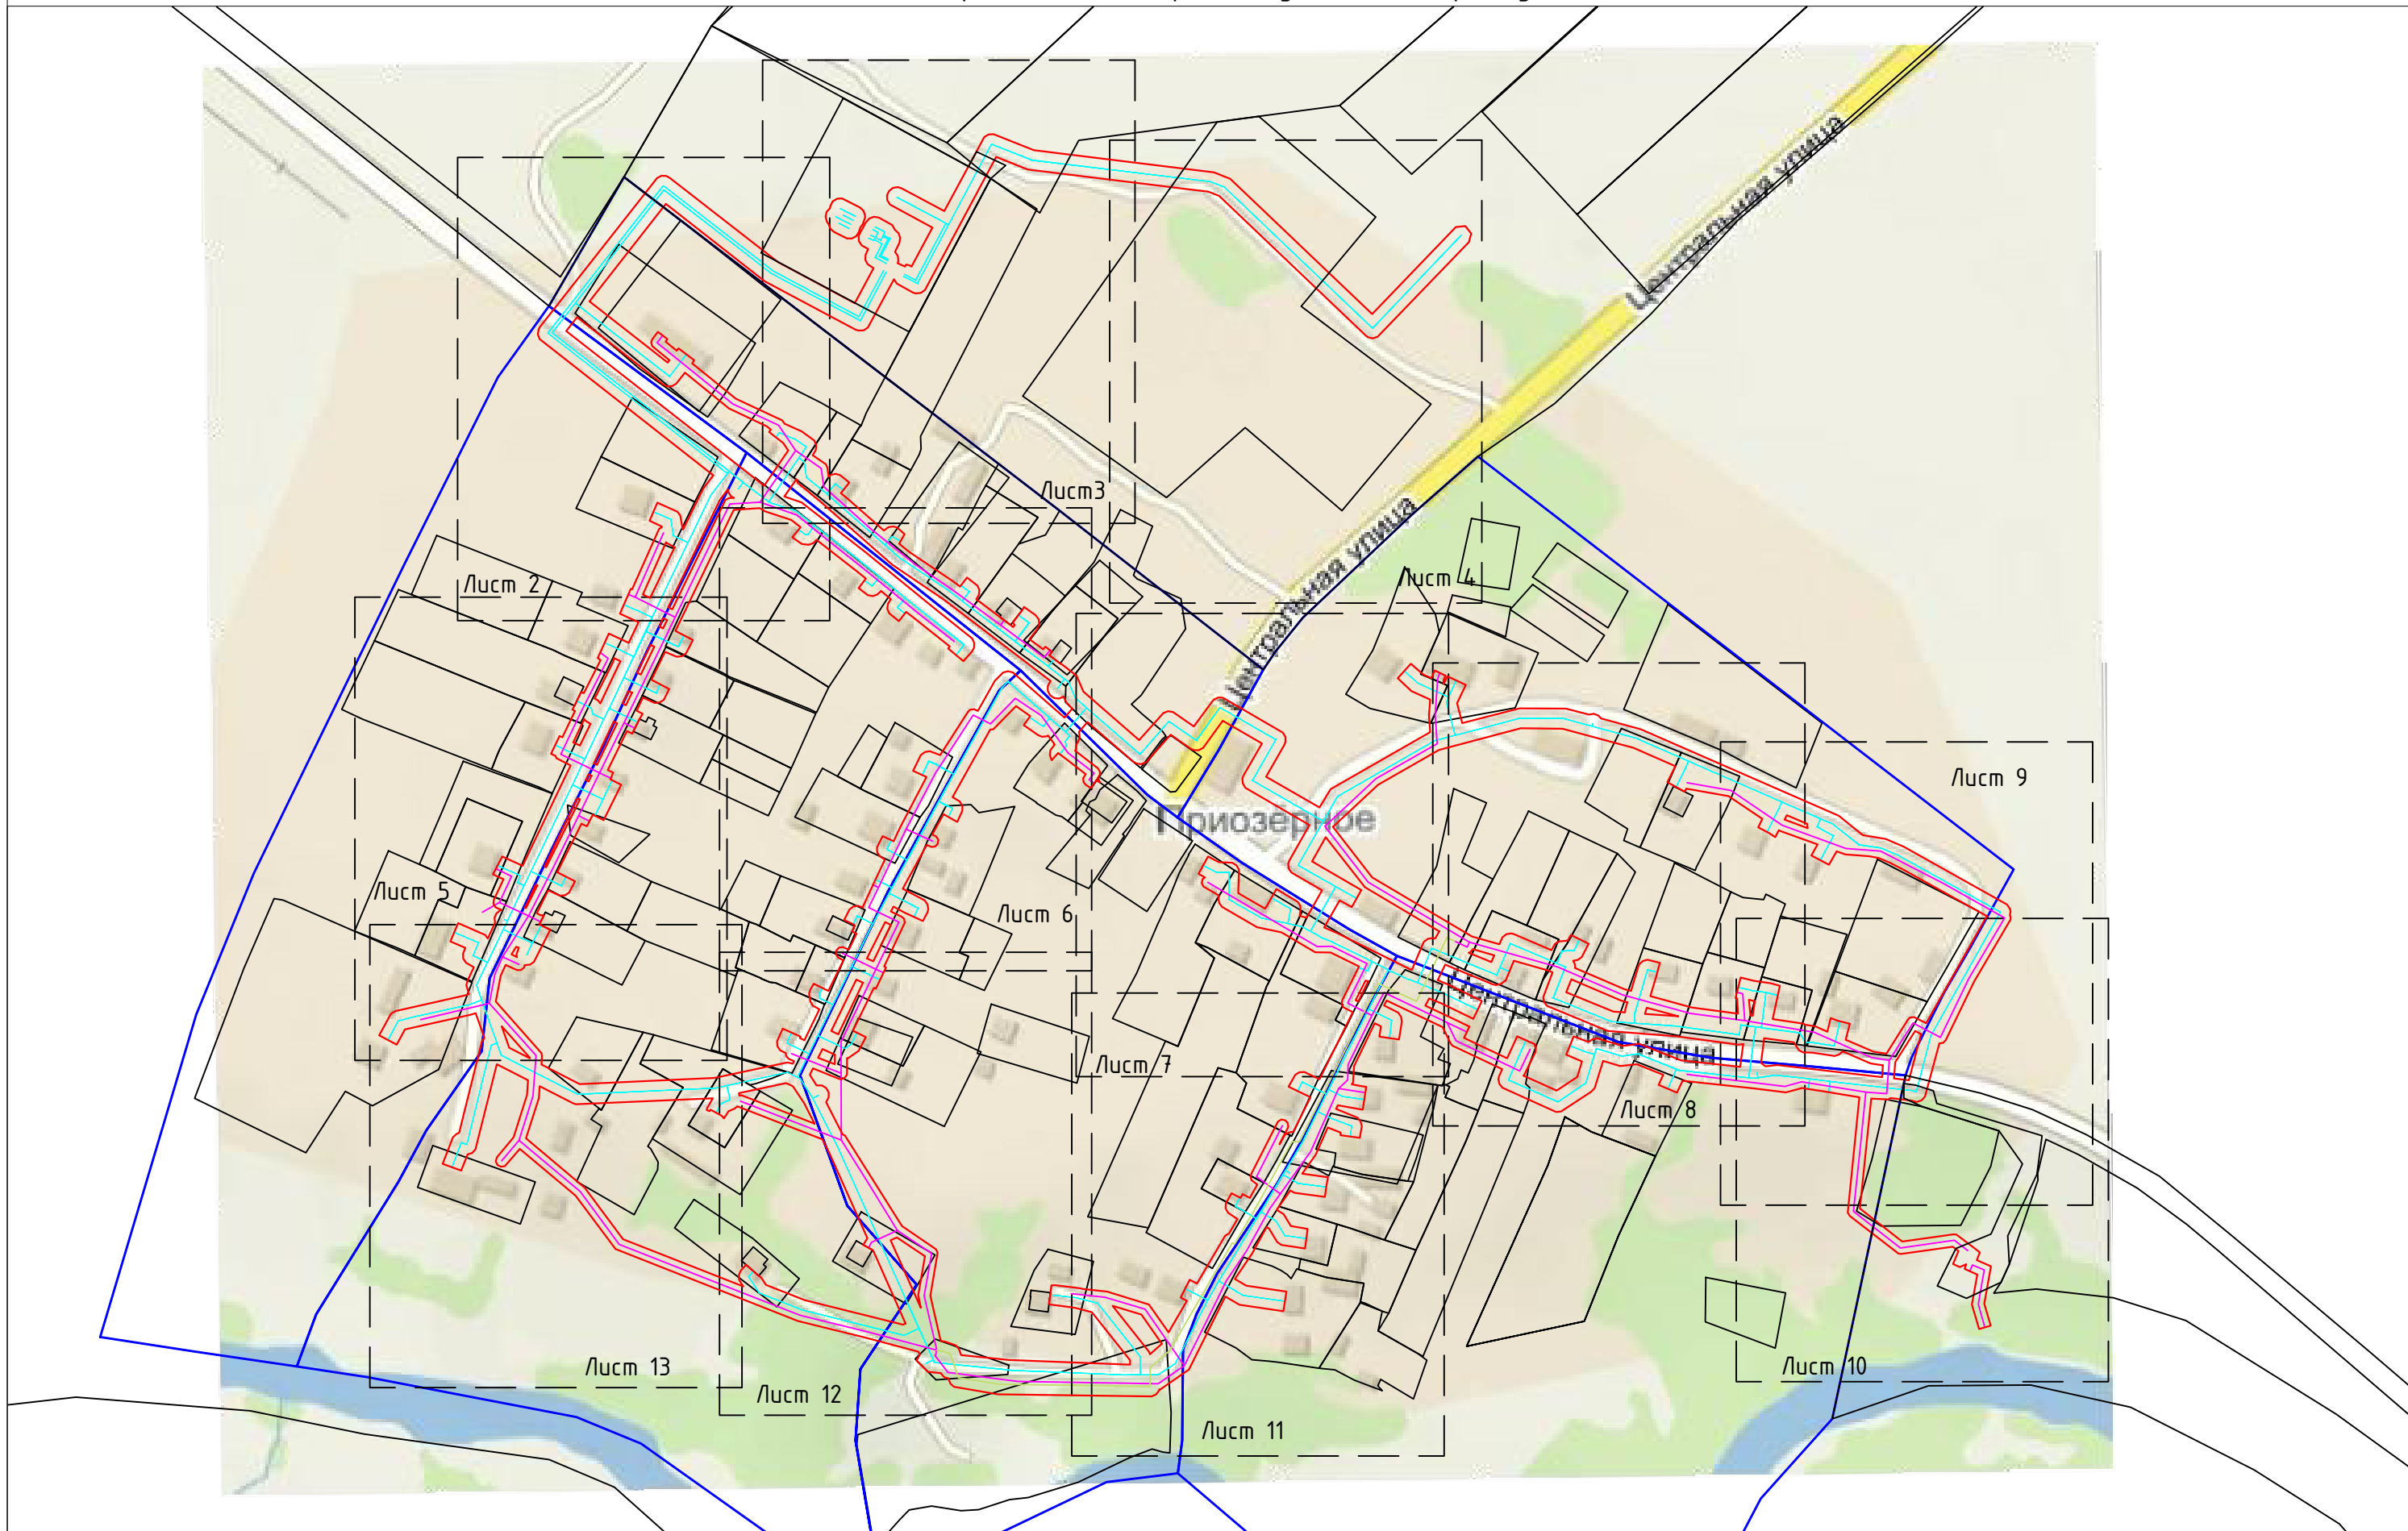 Центральная улица
Лист3
Центральная улица
Лист 4
Лист 2
Лист 9
Приозёрное
Лист 5
Лист 6
Центральная улица
Лист 7
Лист 8
Лист 13
Лист 12
Лист 10
Лист 11